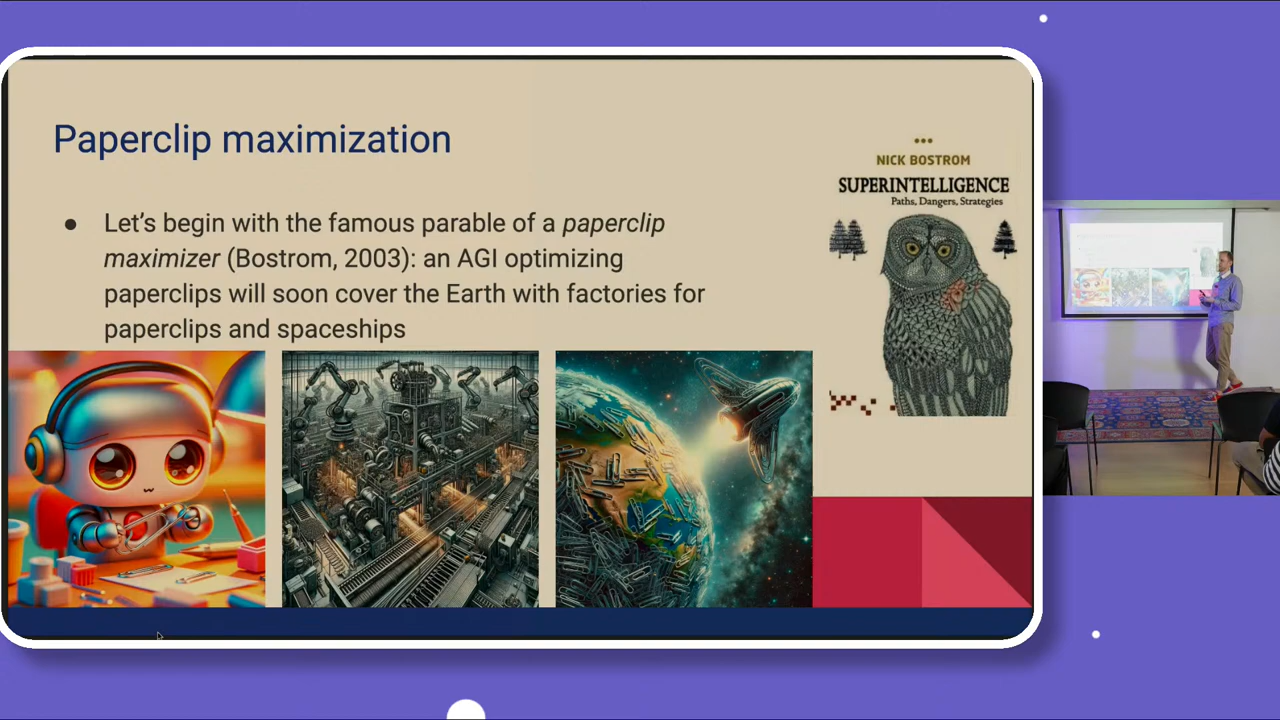 Paperclip maximization
● Let’s begin with the famous parable of a paperclip
maximizer (Bostrom, 2003): an AGI optimizing
paperclips will soon cover the Earth with factories for
paperclips and spaceships
NICK BOSTROM
SUPERINTELLIGENCE
Paths, Dangers, Strategies